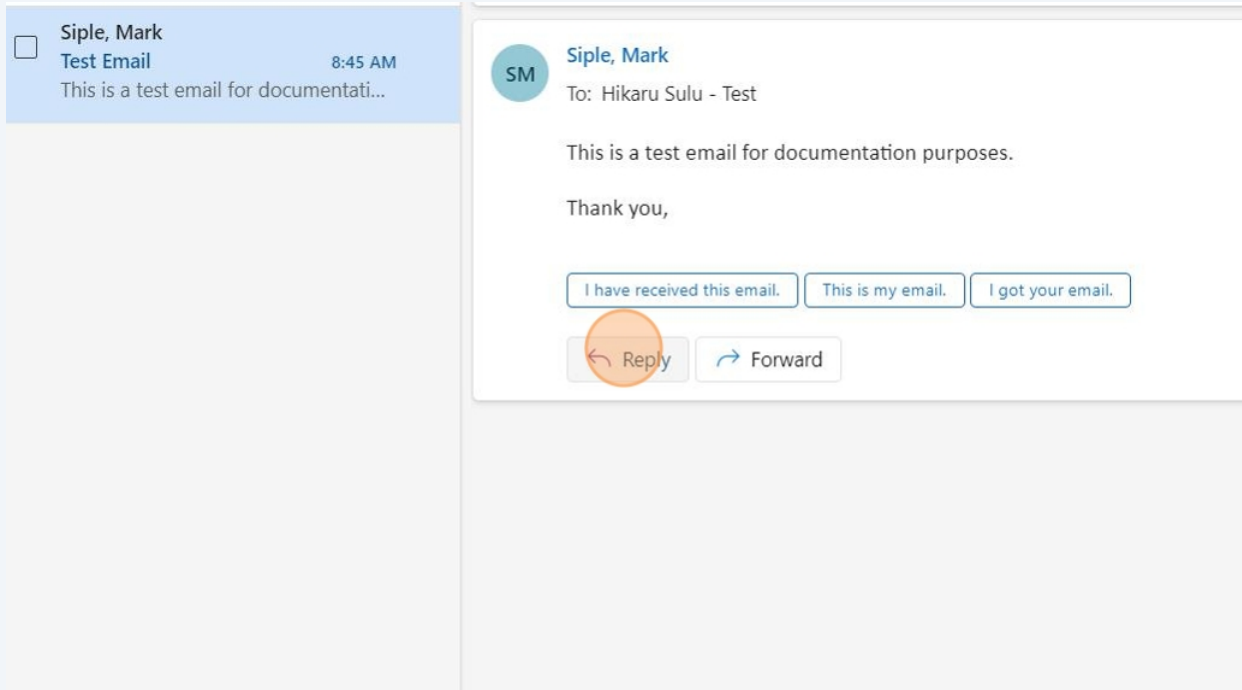 Siple, Mark
Test Email 8:45 AM
This is a test email for documentati...
SM
Siple, Mark
To: Hikaru Sulu - Test
This is a test email for documentation purposes.
Thank you,
I have received this email. This is my email. I got your email.
Reply Forward